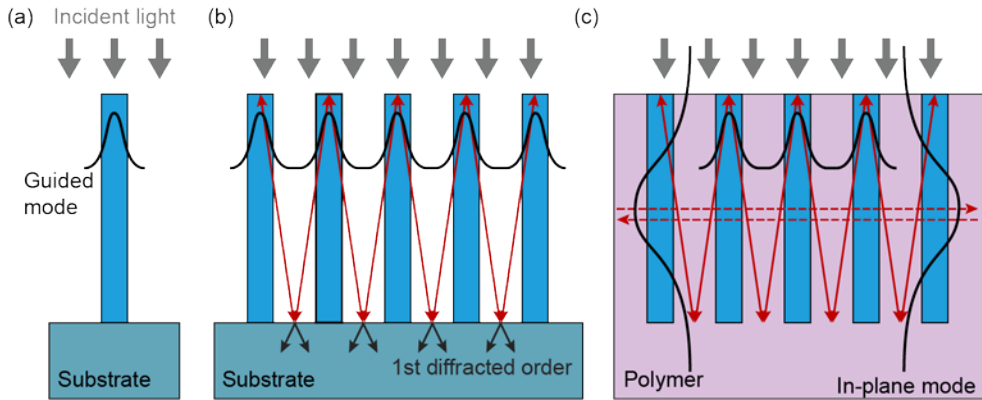 (a)
Incident light
Guided
mode
Substrate
(b)
Substrate
1st diffracted order
(c)
Polymer
In-plane mode